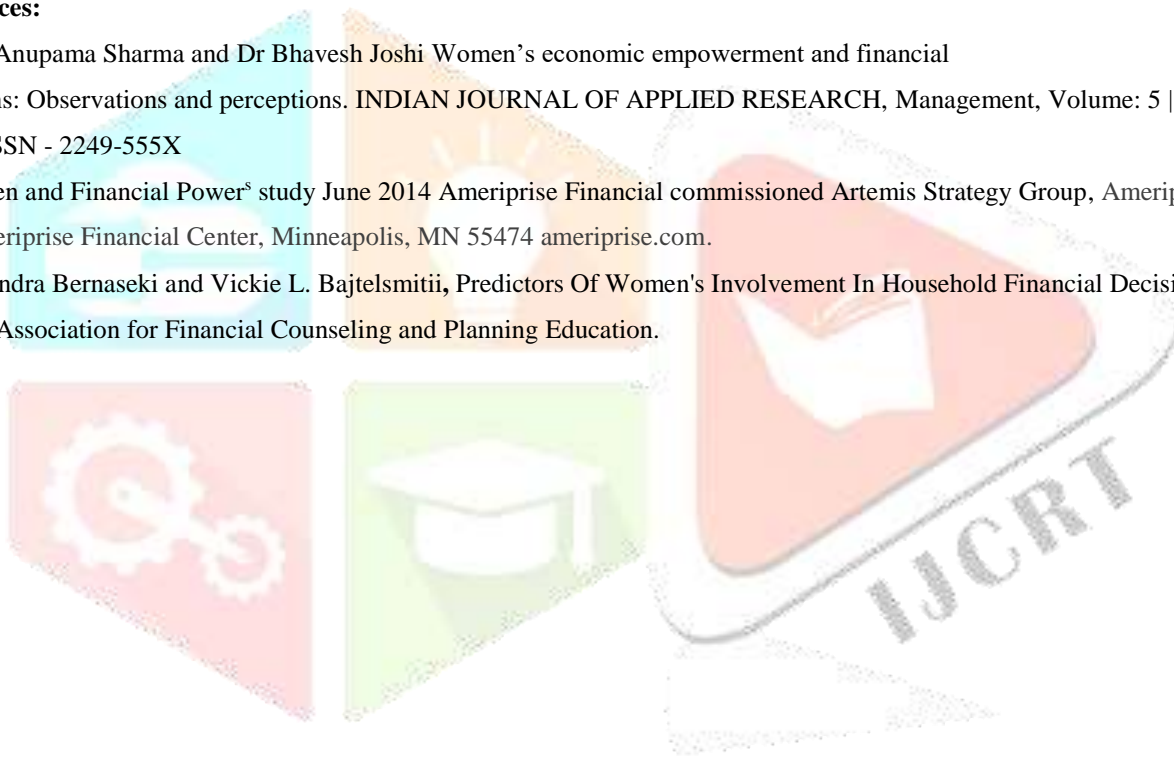 ces:
Anupama Sharma and Dr Bhavesh Joshi Women’s economic empowerment and financial
ns: Observations and perceptions. INDIAN JOURNAL OF APPLIED RESEARCH, Management, Volume: 5 |
SSN - 2249-555X
en and Financial Powerˢ study June 2014 Ameriprise Financial commissioned Artemis Strategy Group, Amerip
eriprise Financial Center, Minneapolis, MN 55474 ameriprise.com.
ndra Bernaseki and Vickie L. Bajtelsmitii, Predictors Of Women's Involvement In Household Financial Decisi
Association for Financial Counseling and Planning Education.
IJCRT